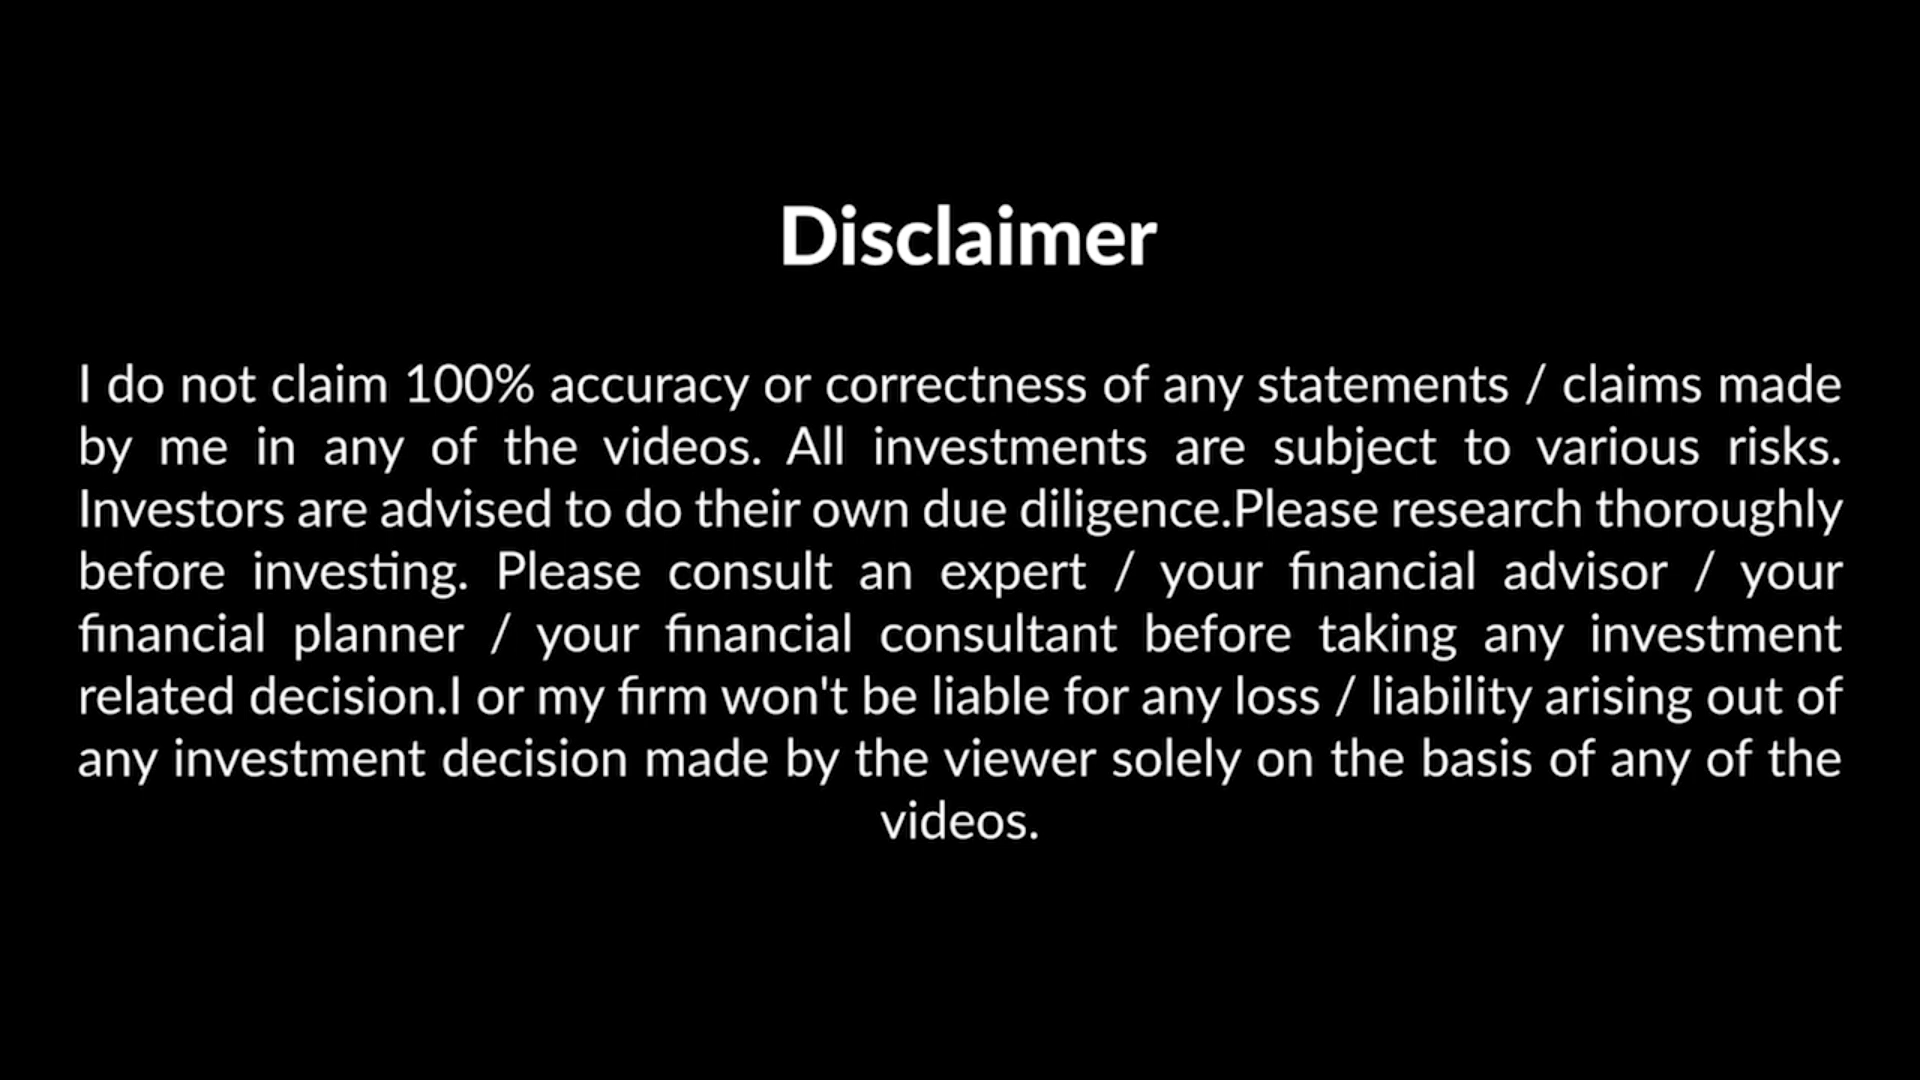 Disclaimer
I do not claim 100% accuracy or correctness of any statements / claims made
by me in any of the videos. All investments are subject to various risks.
Investors are advised to do their own due diligence.Please research thoroughly
before investing. Please consult an expert / your financial advisor / your
financial planner / your financial consultant before taking any investment
related decision.I or my firm won't be liable for any loss / liability arising out of
any investment decision made by the viewer solely on the basis of any of the
videos.